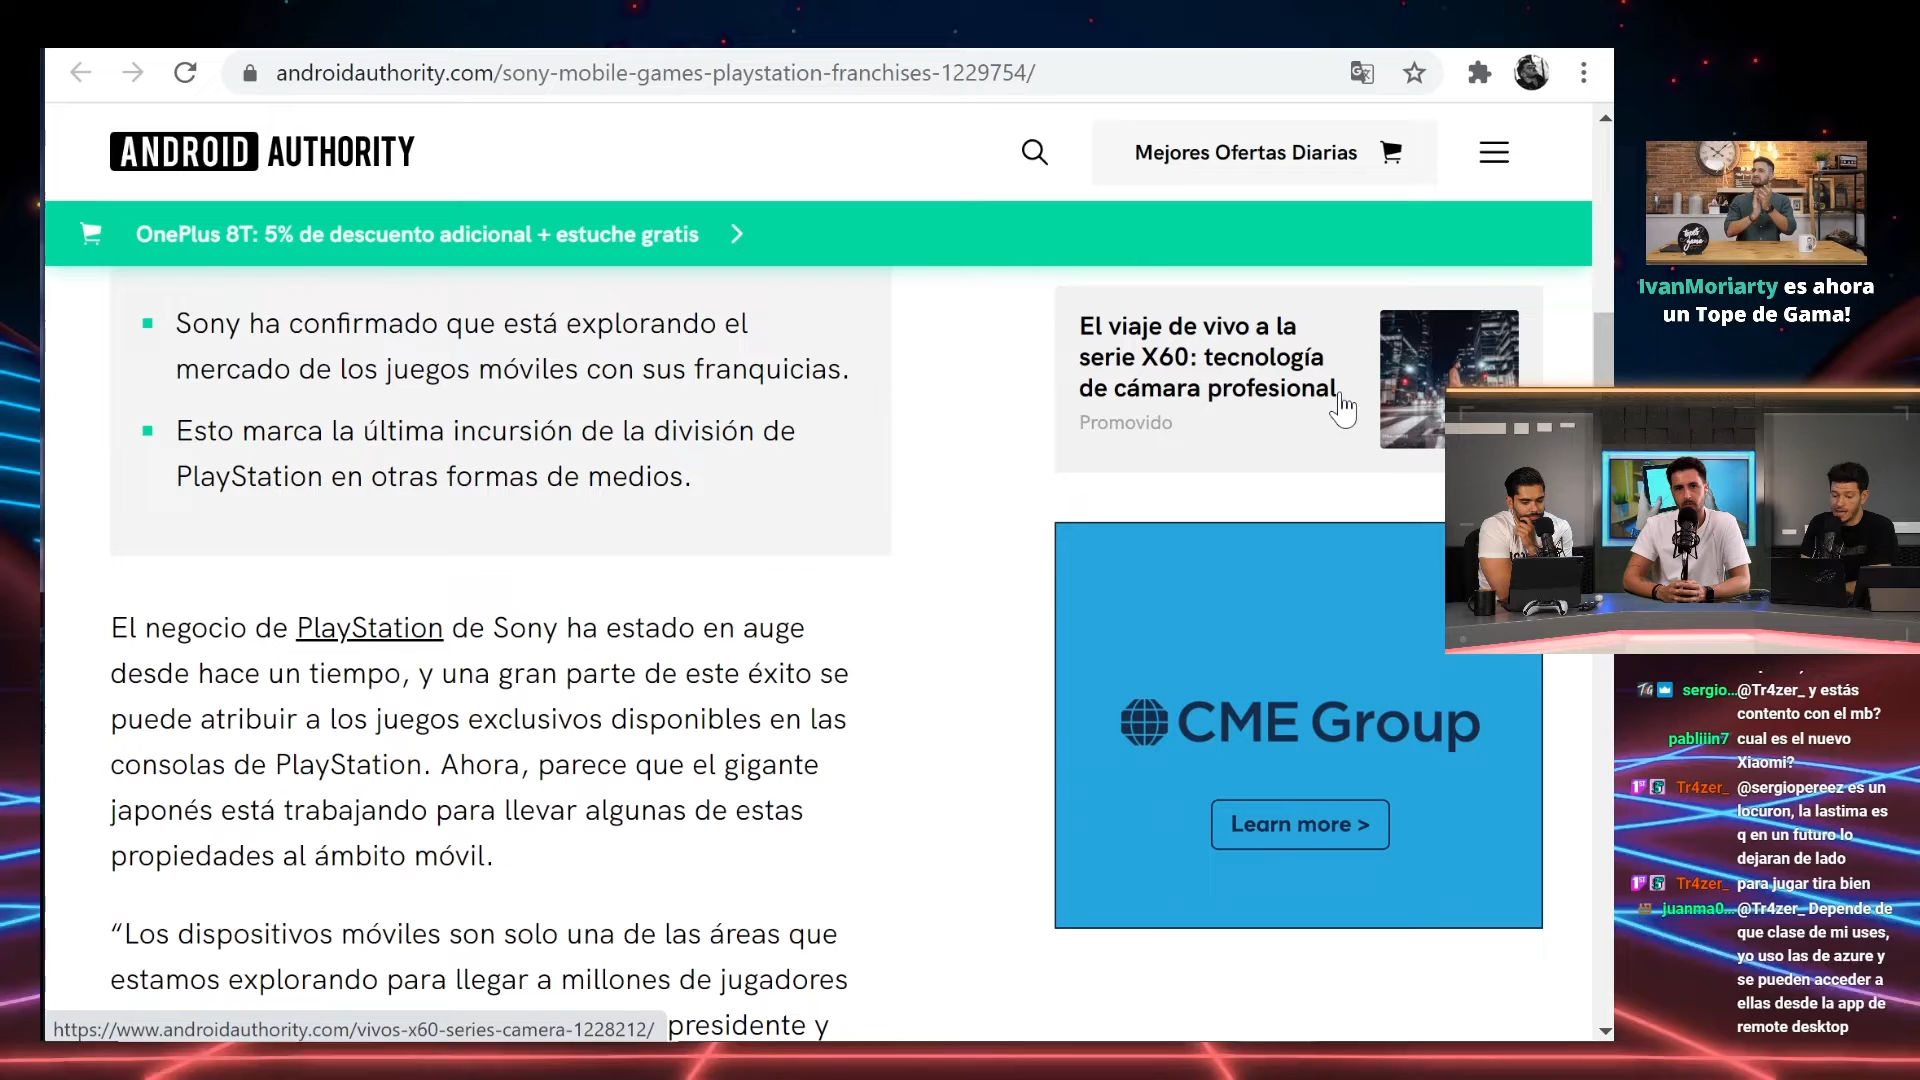 androidauthority.com/sony-mobile-games-playstation-franchises-1229754/
ANDROID AUTHORITY
Mejores Ofertas Diarias
OnePlus 8T: 5% de descuento adicional + estuche gratis
Sony ha confirmado que está explorando el
mercado de los juegos móviles con sus franquicias.
Esto marca la última incursión de la división de
PlayStation en otras formas de medios.
El negocio de PlayStation de Sony ha estado en auge
desde hace un tiempo, y una gran parte de este éxito se
puede atribuir a los juegos exclusivos disponibles en las
consolas de PlayStation. Ahora, parece que el gigante
japonés está trabajando para llevar algunas de estas
propiedades al ámbito móvil.
“Los dispositivos móviles son solo una de las áreas que
estamos explorando para llegar a millones de jugadores
presidente y
https://www.androidauthority.com/vivos-x60-series-camera-1228212/
El viaje de vivo a la
serie X60: tecnología
de cámara profesional
Promovido
CME Group
Learn more >
IvanMoriarty es ahora
un Tope de Gama!
sergio... @Tr4zer_ y estás
contento con el mb?
pabliiin7 cual es el nuevo
Xiaomi?
Tr4zer_ @sergiopereez es un
locuron, la lastima es
q en un futuro lo
dejaran de lado
Tr4zer_ para jugar tira bien
juanma0... @Tr4zer_ Depende de
que clase de mi uses,
yo uso las de azure y
se pueden acceder a
ellas desde la app de
remote desktop